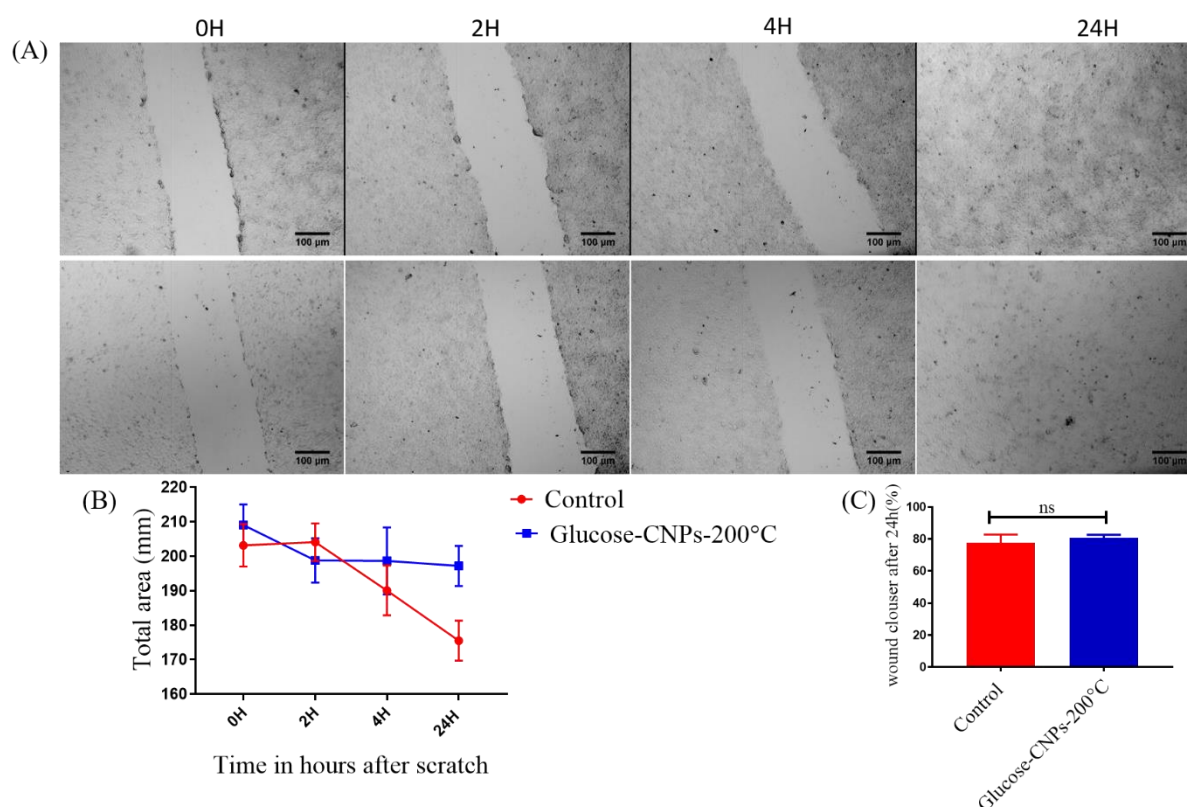 0H 2H 4H 24H
(A)
100 µm 100 µm 100 µm 100 µm
100 µm 100 µm 100 µm 100 µm
(B)
Total area (mm)
220
210
200
190
180
170
160
0H 2H 4H 24H
Time in hours after scratch
Control
Glucose-CNPs-200°C
(C)
wound clouser after 24h(%)
100
80
60
40
20
0
ns
Control
Glucose-CNPs-200°C